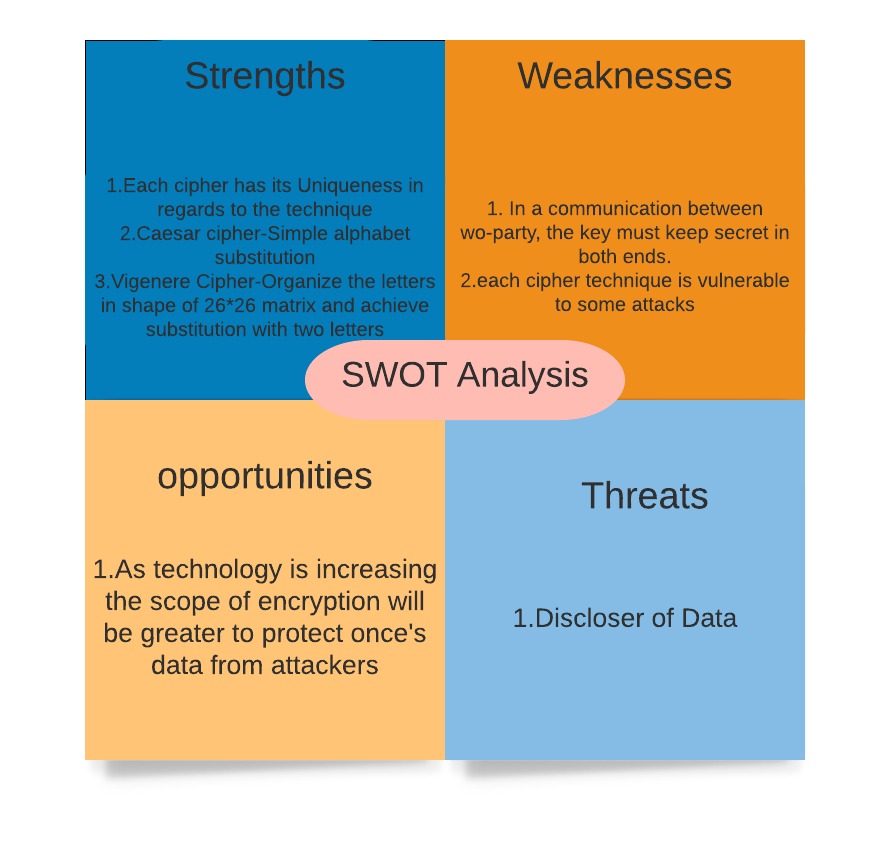 Strengths
1.Each cipher has its Uniqueness in
regards to the technique
2.Caesar cipher-Simple alphabet
substitution
3.Vigenere Cipher-Organize the letters
in shape of 26*26 matrix and achieve
substitution with two letters
Weaknesses
1. In a communication between
wo-party, the key must keep secret in
both ends.
2.each cipher technique is vulnerable
to some attacks
SWOT Analysis
opportunities
1.As technology is increasing
the scope of encryption will
be greater to protect once's
data from attackers
Threats
1.Discloser of Data